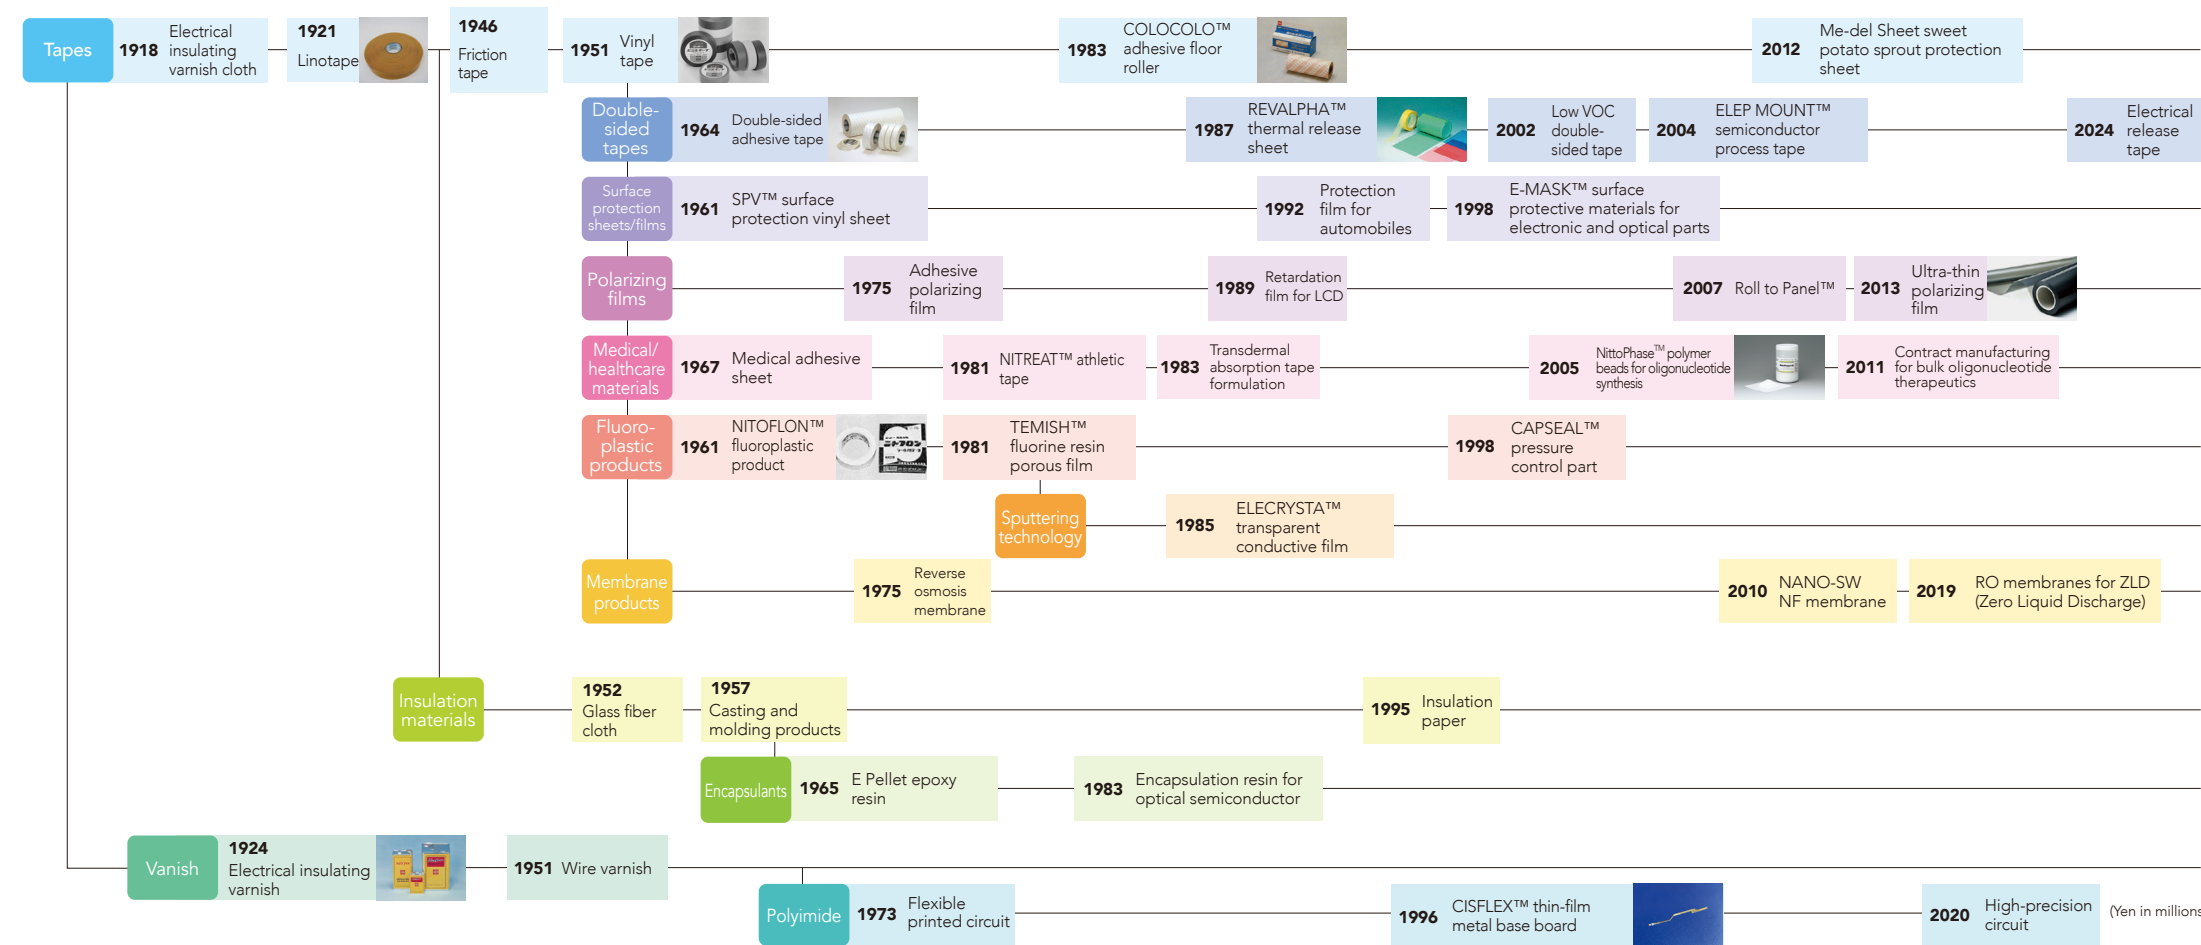 Tapes
1918
Electrical
insulating
varnish cloth
1921
Linotape
1946
Friction
tape
1951
Vinyl
tape
1983
COLOCOLO™
adhesive floor
roller
2012
Me-del Sheet sweet
potato sprout protection
sheet
Double-
sided
tapes
1964
Double-sided
adhesive tape
1987
REVALPHA™
thermal release
sheet
2002
Low VOC
double-
sided tape
2004
ELEP MOUNT™
semiconductor
process tape
2024
Electrical
release
tape
Surface
protection
sheets/films
1961
SPV™ surface
protection vinyl sheet
1992
Protection
film for
automobiles
1998
E-MASK™ surface
protective materials for
electronic and optical parts
Polarizing
films
1975
Adhesive
polarizing
film
1989
Retardation
film for LCD
2007
Roll to Panel™
2013
Ultra-thin
polarizing
film
Medical/
healthcare
materials
1967
Medical adhesive
sheet
1981
NITREAT™ athletic
tape
1983
Transdermal
absorption tape
formulation
2005
NittoPhase™ polymer
beads for oligonucleotide
synthesis
2011
Contract manufacturing
for bulk oligonucleotide
therapeutics
Fluoro-
plastic
products
1961
NITOFLON™
fluoroplastic
product
ニトフロン
1981
TEMISH™
fluorine resin
porous film
1998
CAPSEAL™
pressure
control part
Sputtering
technology
1985
ELECRYSTA™
transparent
conductive film
Membrane
products
1975
Reverse
osmosis
membrane
2010
NANO-SW
NF membrane
2019
RO membranes for ZLD
(Zero Liquid Discharge)
Insulation
materials
1952
Glass fiber
cloth
1957
Casting and
molding products
1995
Insulation
paper
Encapsulants
1965
E Pellet epoxy
resin
1983
Encapsulation resin for
optical semiconductor
Vanish
1924
Electrical insulating
varnish
1951
Wire varnish
Polyimide
1973
Flexible
printed circuit
1996
CISFLEX™ thin-film
metal base board
2020
High-precision
circuit
(Yen in millions